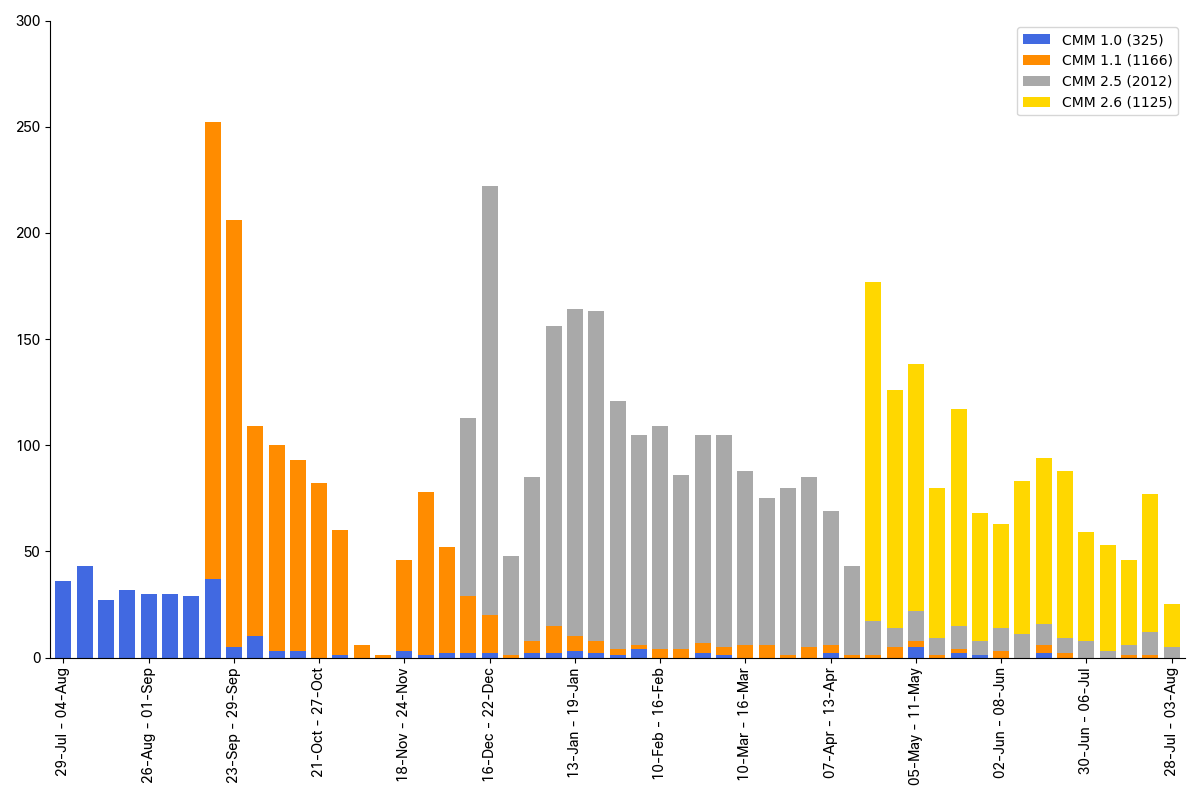 300
250
200
150
100
50
0
CMM 1.0 (325)
CMM 1.1 (1166)
CMM 2.5 (2012)
CMM 2.6 (1125)
29-Jul - 04-Aug
26-Aug - 01-Sep
23-Sep - 29-Sep
21-Oct - 27-Oct
18-Nov - 24-Nov
16-Dec - 22-Dec
13-Jan - 19-Jan
10-Feb - 16-Feb
10-Mar - 16-Mar
07-Apr - 13-Apr
05-May - 11-May
02-Jun - 08-Jun
30-Jun - 06-Jul
28-Jul - 03-Aug